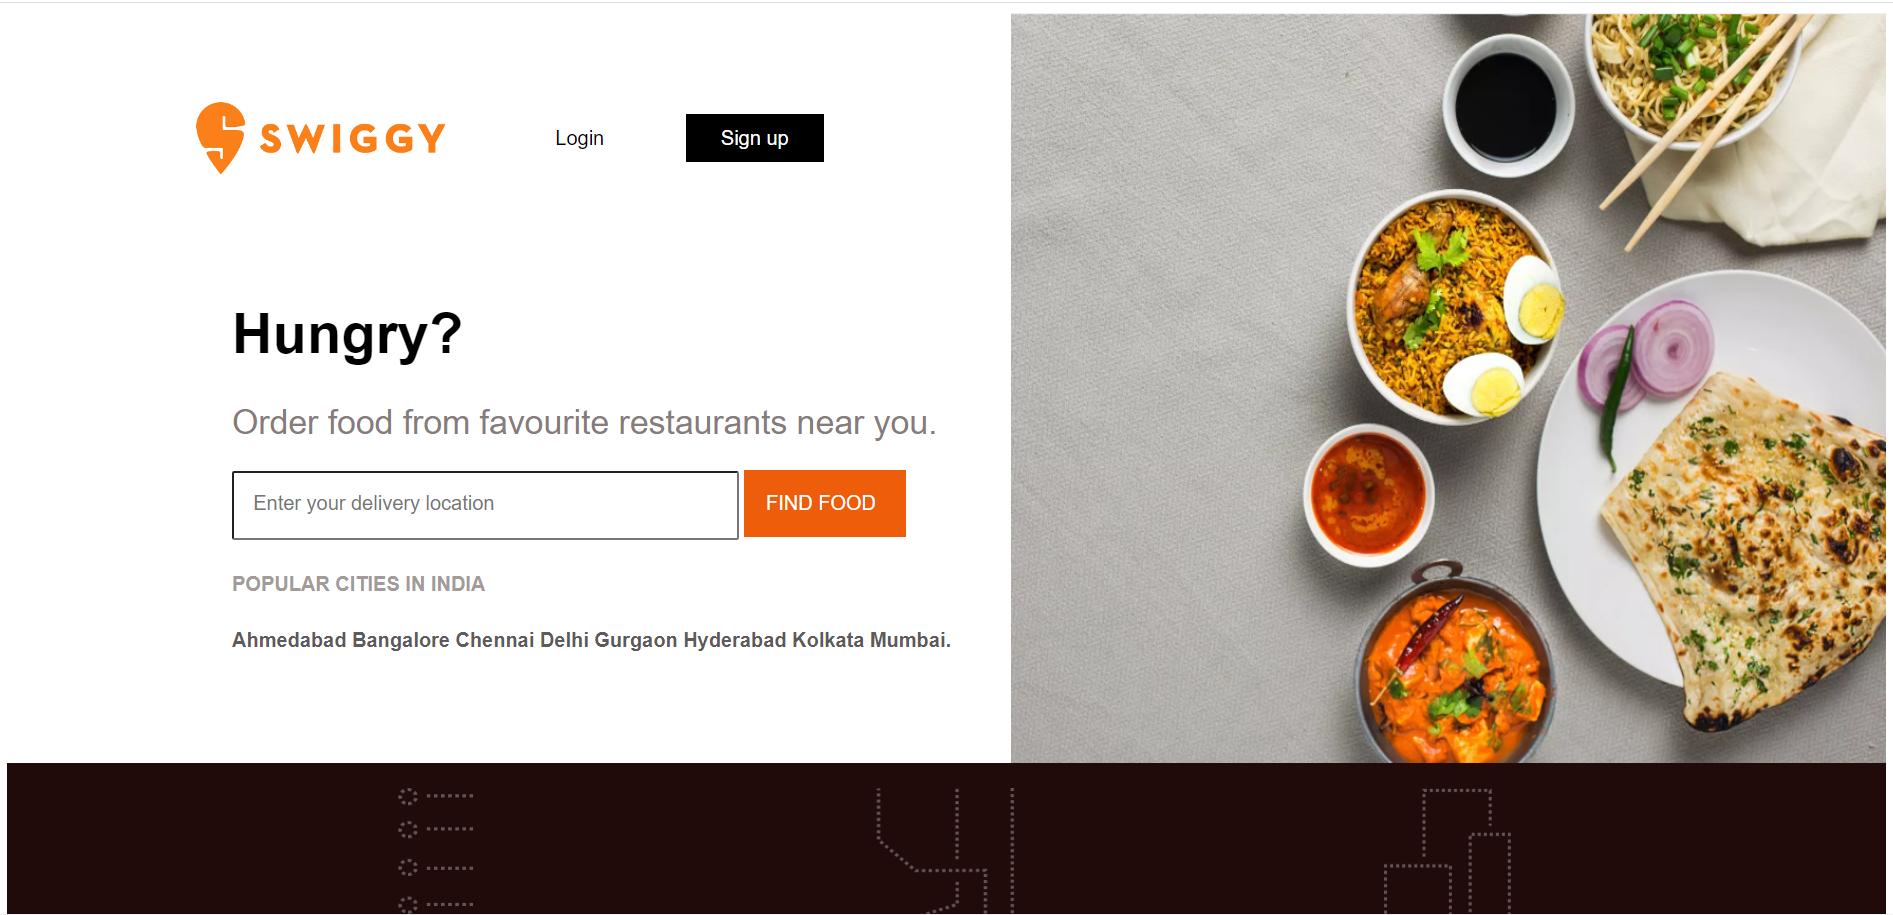 SWIGGY
Login
Sign up
Hungry?
Order food from favourite restaurants near you.
Enter your delivery location
FIND FOOD
POPULAR CITIES IN INDIA
Ahmedabad Bangalore Chennai Delhi Gurgaon Hyderabad Kolkata Mumbai.